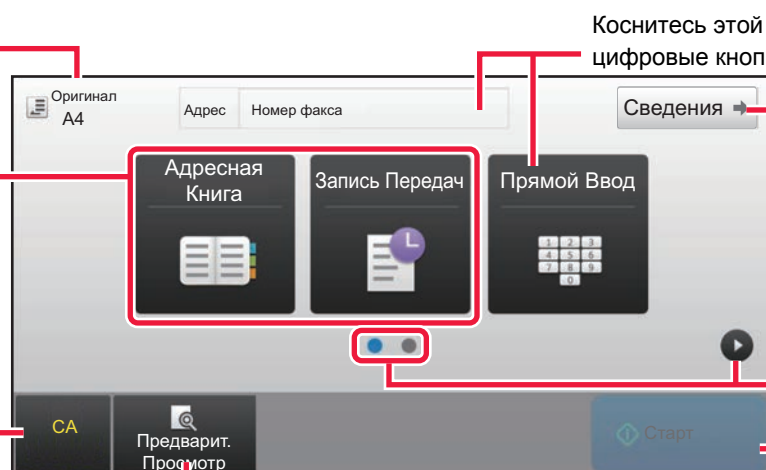 Коснитесь этой
цифровые кноп
Оригинал
A4
Адрес
Номер факса
Сведения
Адресная
Книга
Запись Передач
Прямой Ввод
1 2 3
4 5 6
7 8 9
0
CA
Предварит.
Просмотр
Старт